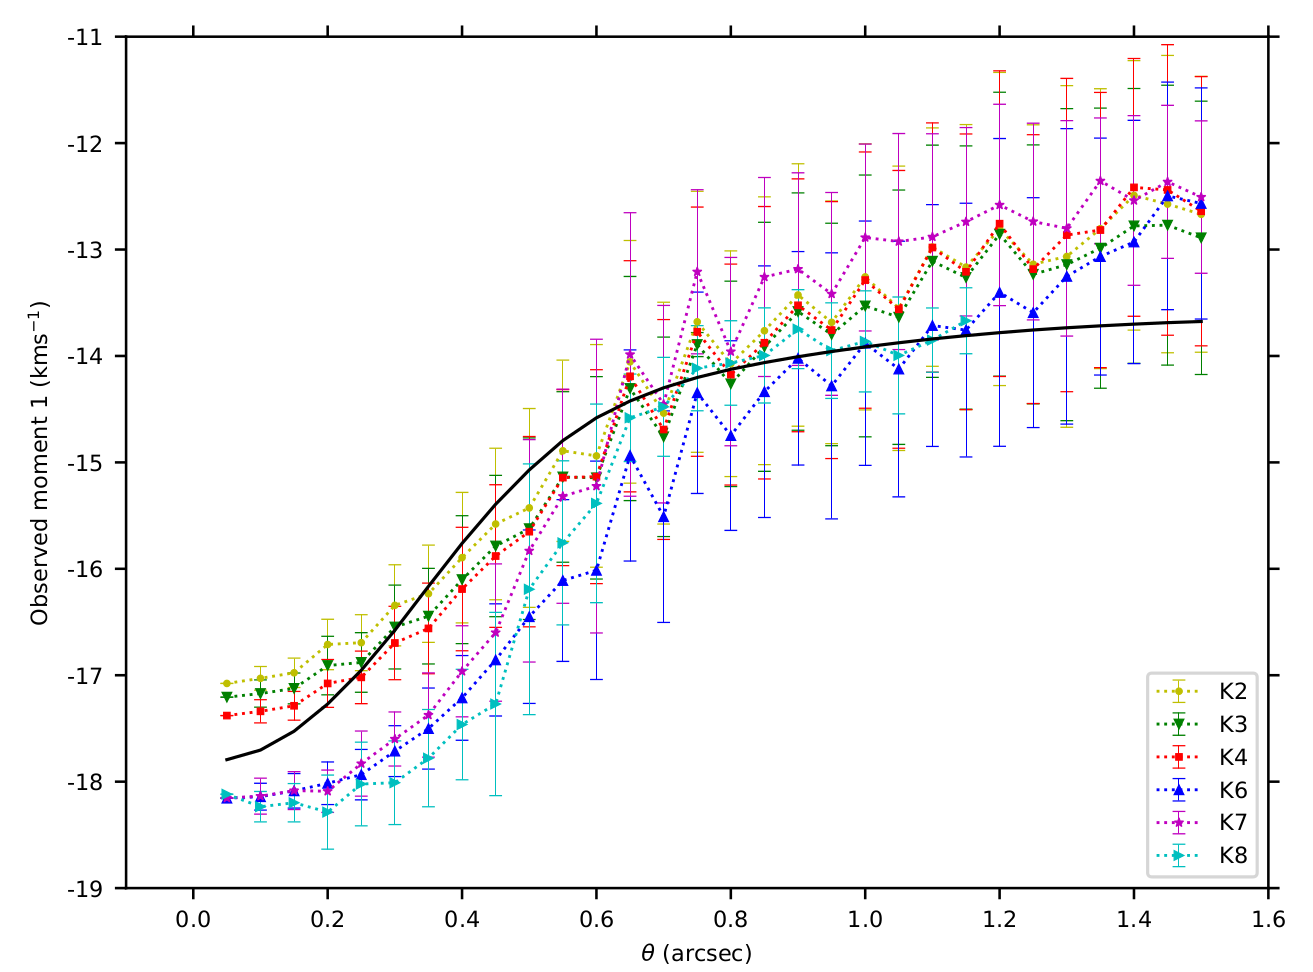 Observed moment 1 (kms⁻¹)
-11
-12
-13
-14
-15
-16
-17
-18
-19
0.0 0.2 0.4 0.6 0.8 1.0 1.2 1.4 1.6
θ (arcsec)
K2
K3
K4
K6
K7
K8